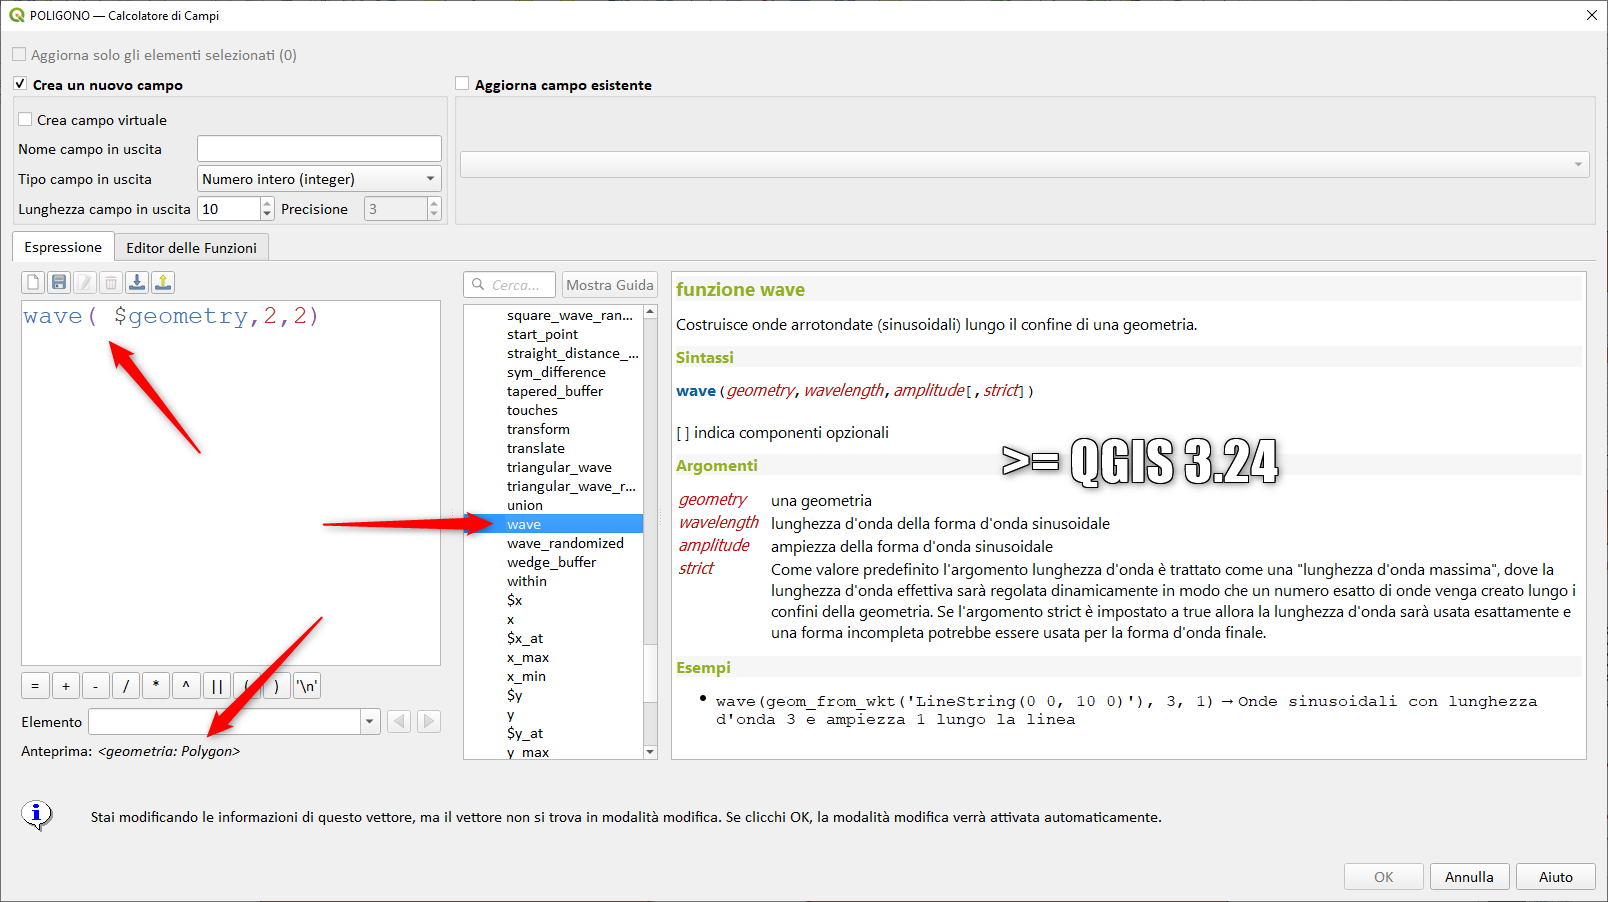 POLIGONO — Calcolatore di Campi
Aggiorna solo gli elementi selezionati (0)
Crea un nuovo campo
Aggiorna campo esistente
Crea campo virtuale
Nome campo in uscita
Tipo campo in uscita
Numero intero (integer)
Lunghezza campo in uscita
10
Precisione
3
Espressione
Editor delle Funzioni
wave( $geometry,2,2)
=
+
-
/
*
^
||
(
)
'\n'
Elemento
Anteprima: <geometria: Polygon>
Cerca...
Mostra Guida
square_wave_ran...
start_point
straight_distance_...
sym_difference
tapered_buffer
touches
transform
translate
triangular_wave
triangular_wave_r...
union
wave
wave_randomized
wedge_buffer
within
$x
x
$x_at
x_max
x_min
$y
y
$y_at
y_max
funzione wave
Costruisce onde arrotondate (sinusoidali) lungo il confine di una geometria.
Sintassi
wave(geometry,wavelength,amplitude[,strict])
[ ] indica componenti opzionali
>= QGIS 3.24
Argomenti
geometry una geometria
wavelength lunghezza d'onda della forma d'onda sinusoidale
amplitude ampiezza della forma d'onda sinusoidale
strict Come valore predefinito l'argomento lunghezza d'onda è trattato come una "lunghezza d'onda massima", dove la
lunghezza d'onda effettiva sarà regolata dinamicamente in modo che un numero esatto di onde venga creato lungo i
confini della geometria. Se l'argomento strict è impostato a true allora la lunghezza d'onda sarà usata esattamente e
una forma incompleta potrebbe essere usata per la forma d'onda finale.
Esempi
• wave(geom_from_wkt('LineString(0 0, 10 0)'), 3, 1) → Onde sinusoidali con lunghezza
d'onda 3 e ampiezza 1 lungo la linea
Stai modificando le informazioni di questo vettore, ma il vettore non si trova in modalità modifica. Se clicchi OK, la modalità modifica verrà attivata automaticamente.
OK
Annulla
Aiuto